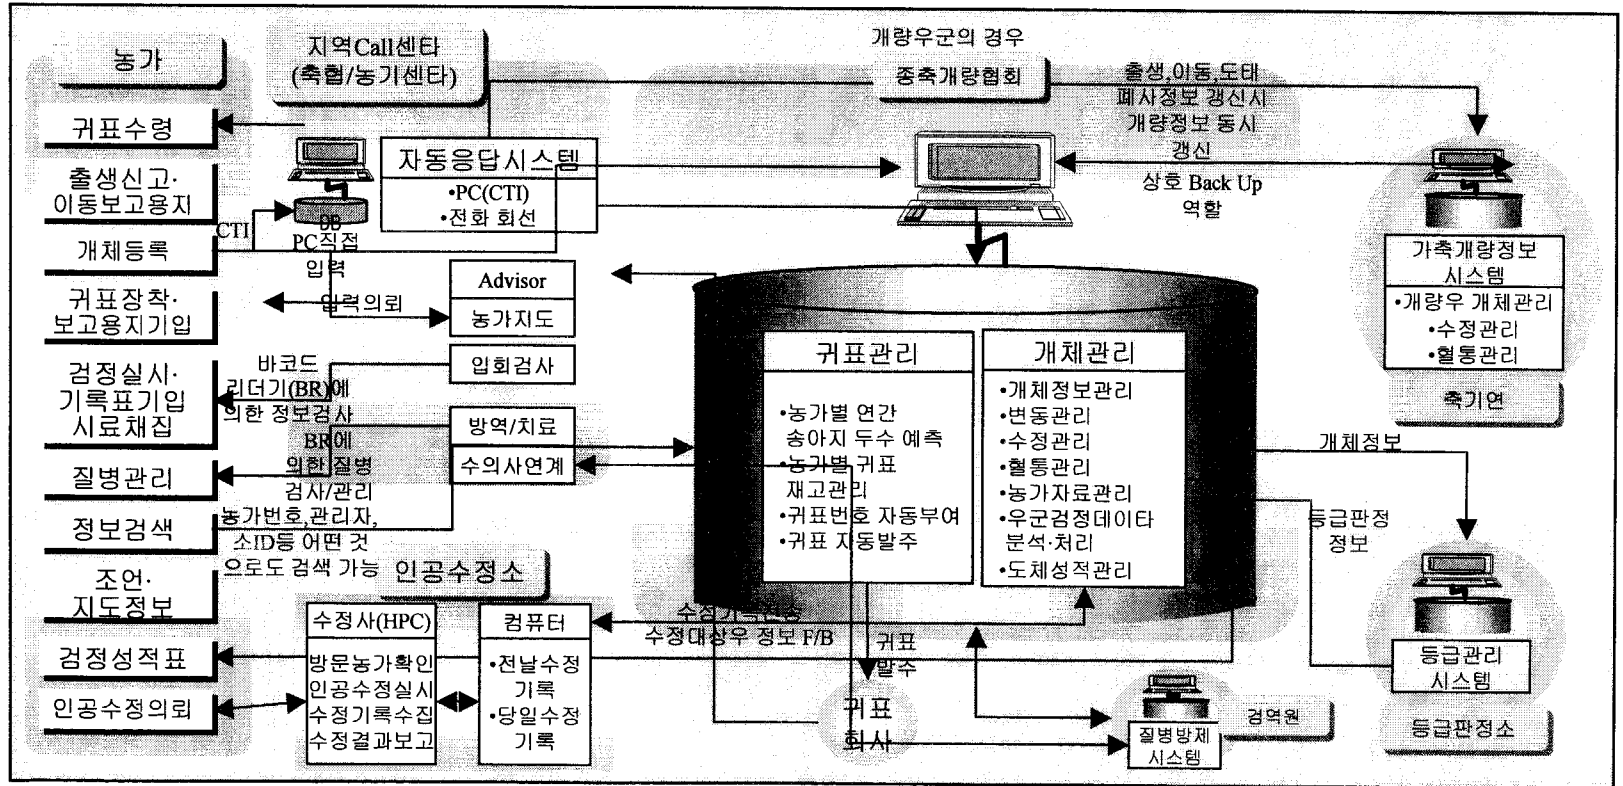 농가
귀표수령
출생신고·
이동보고용지
개체등록
귀표장착·
보고용지기입
검정실시·
기록표기입
시료채집
질병관리
정보검색
조언·
지도정보
검정성적표
인공수정의뢰
지역Call센타
(축협/농기센타)
CTI
DB
PC직접
입력
입력의뢰
자동응답시스템
•PC(CTI)
•전화 회선
Advisor
농가지도
입회검사
방역/치료
수의사연계
바코드
리더기(BR)에
의한 정보검사
BR에
의한 질병
검사/관리
농가번호,관리자,
소ID등 어떤 것
으로도 검색 가능
인공수정소
수정사(HPC)
방문농가확인
인공수정실시
수정기록수집
수정결과보고
컴퓨터
•전날수정
기록
•당일수정
기록
개량우군의 경우
종축개량협회
출생,이동,도태
폐사정보 갱신시
개량정보 동시
갱신
상호 Back Up
역할
귀표관리
•농가별 연간
송아지 두수 예측
•농가별 귀표
재고관리
•귀표번호 자동부여
•귀표 자동발주
개체관리
•개체정보관리
•변동관리
•수정관리
•혈통관리
•농가자료관리
•우군검정데이타
분석·처리
•도체성적관리
수정기록전송
수정대상우 정보 F/B
귀표
발주
귀표
회사
가축개량정보
시스템
•개량우 개체관리
•수정관리
•혈통관리
축기연
개체정보
등급판정
정보
등급관리
시스템
등급판정소
검역원
질병방제
시스템